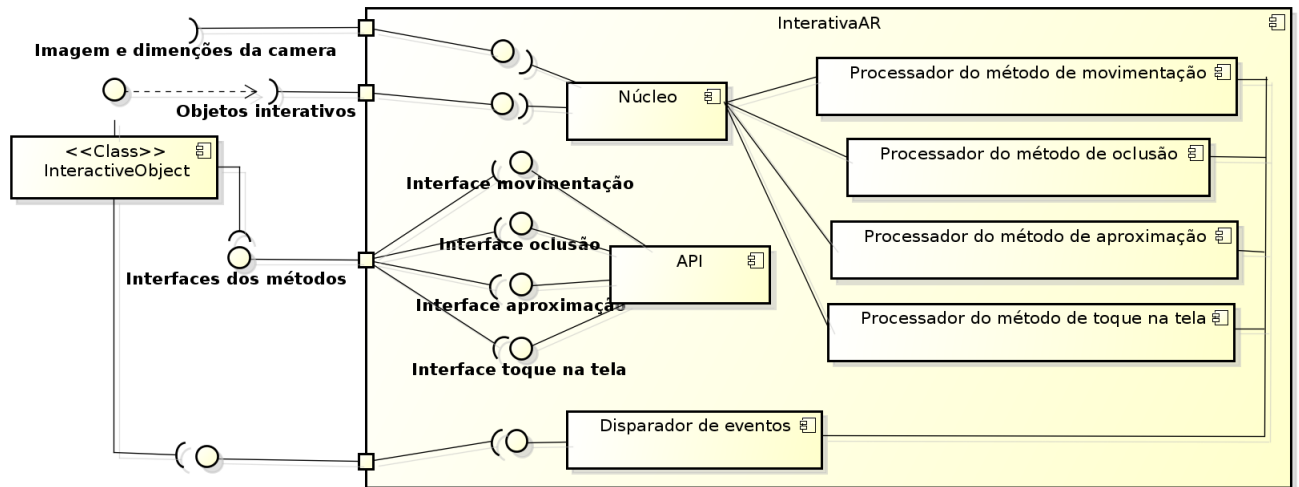 InterativaAR
Imagem e dimenções da camera
Objetos interativos
<<Class>>
InteractiveObject
Interfaces dos métodos
Núcleo
Interface movimentação
Interface oclusão
Interface aproximação
Interface toque na tela
API
Processador do método de movimentação
Processador do método de oclusão
Processador do método de aproximação
Processador do método de toque na tela
Disparador de eventos